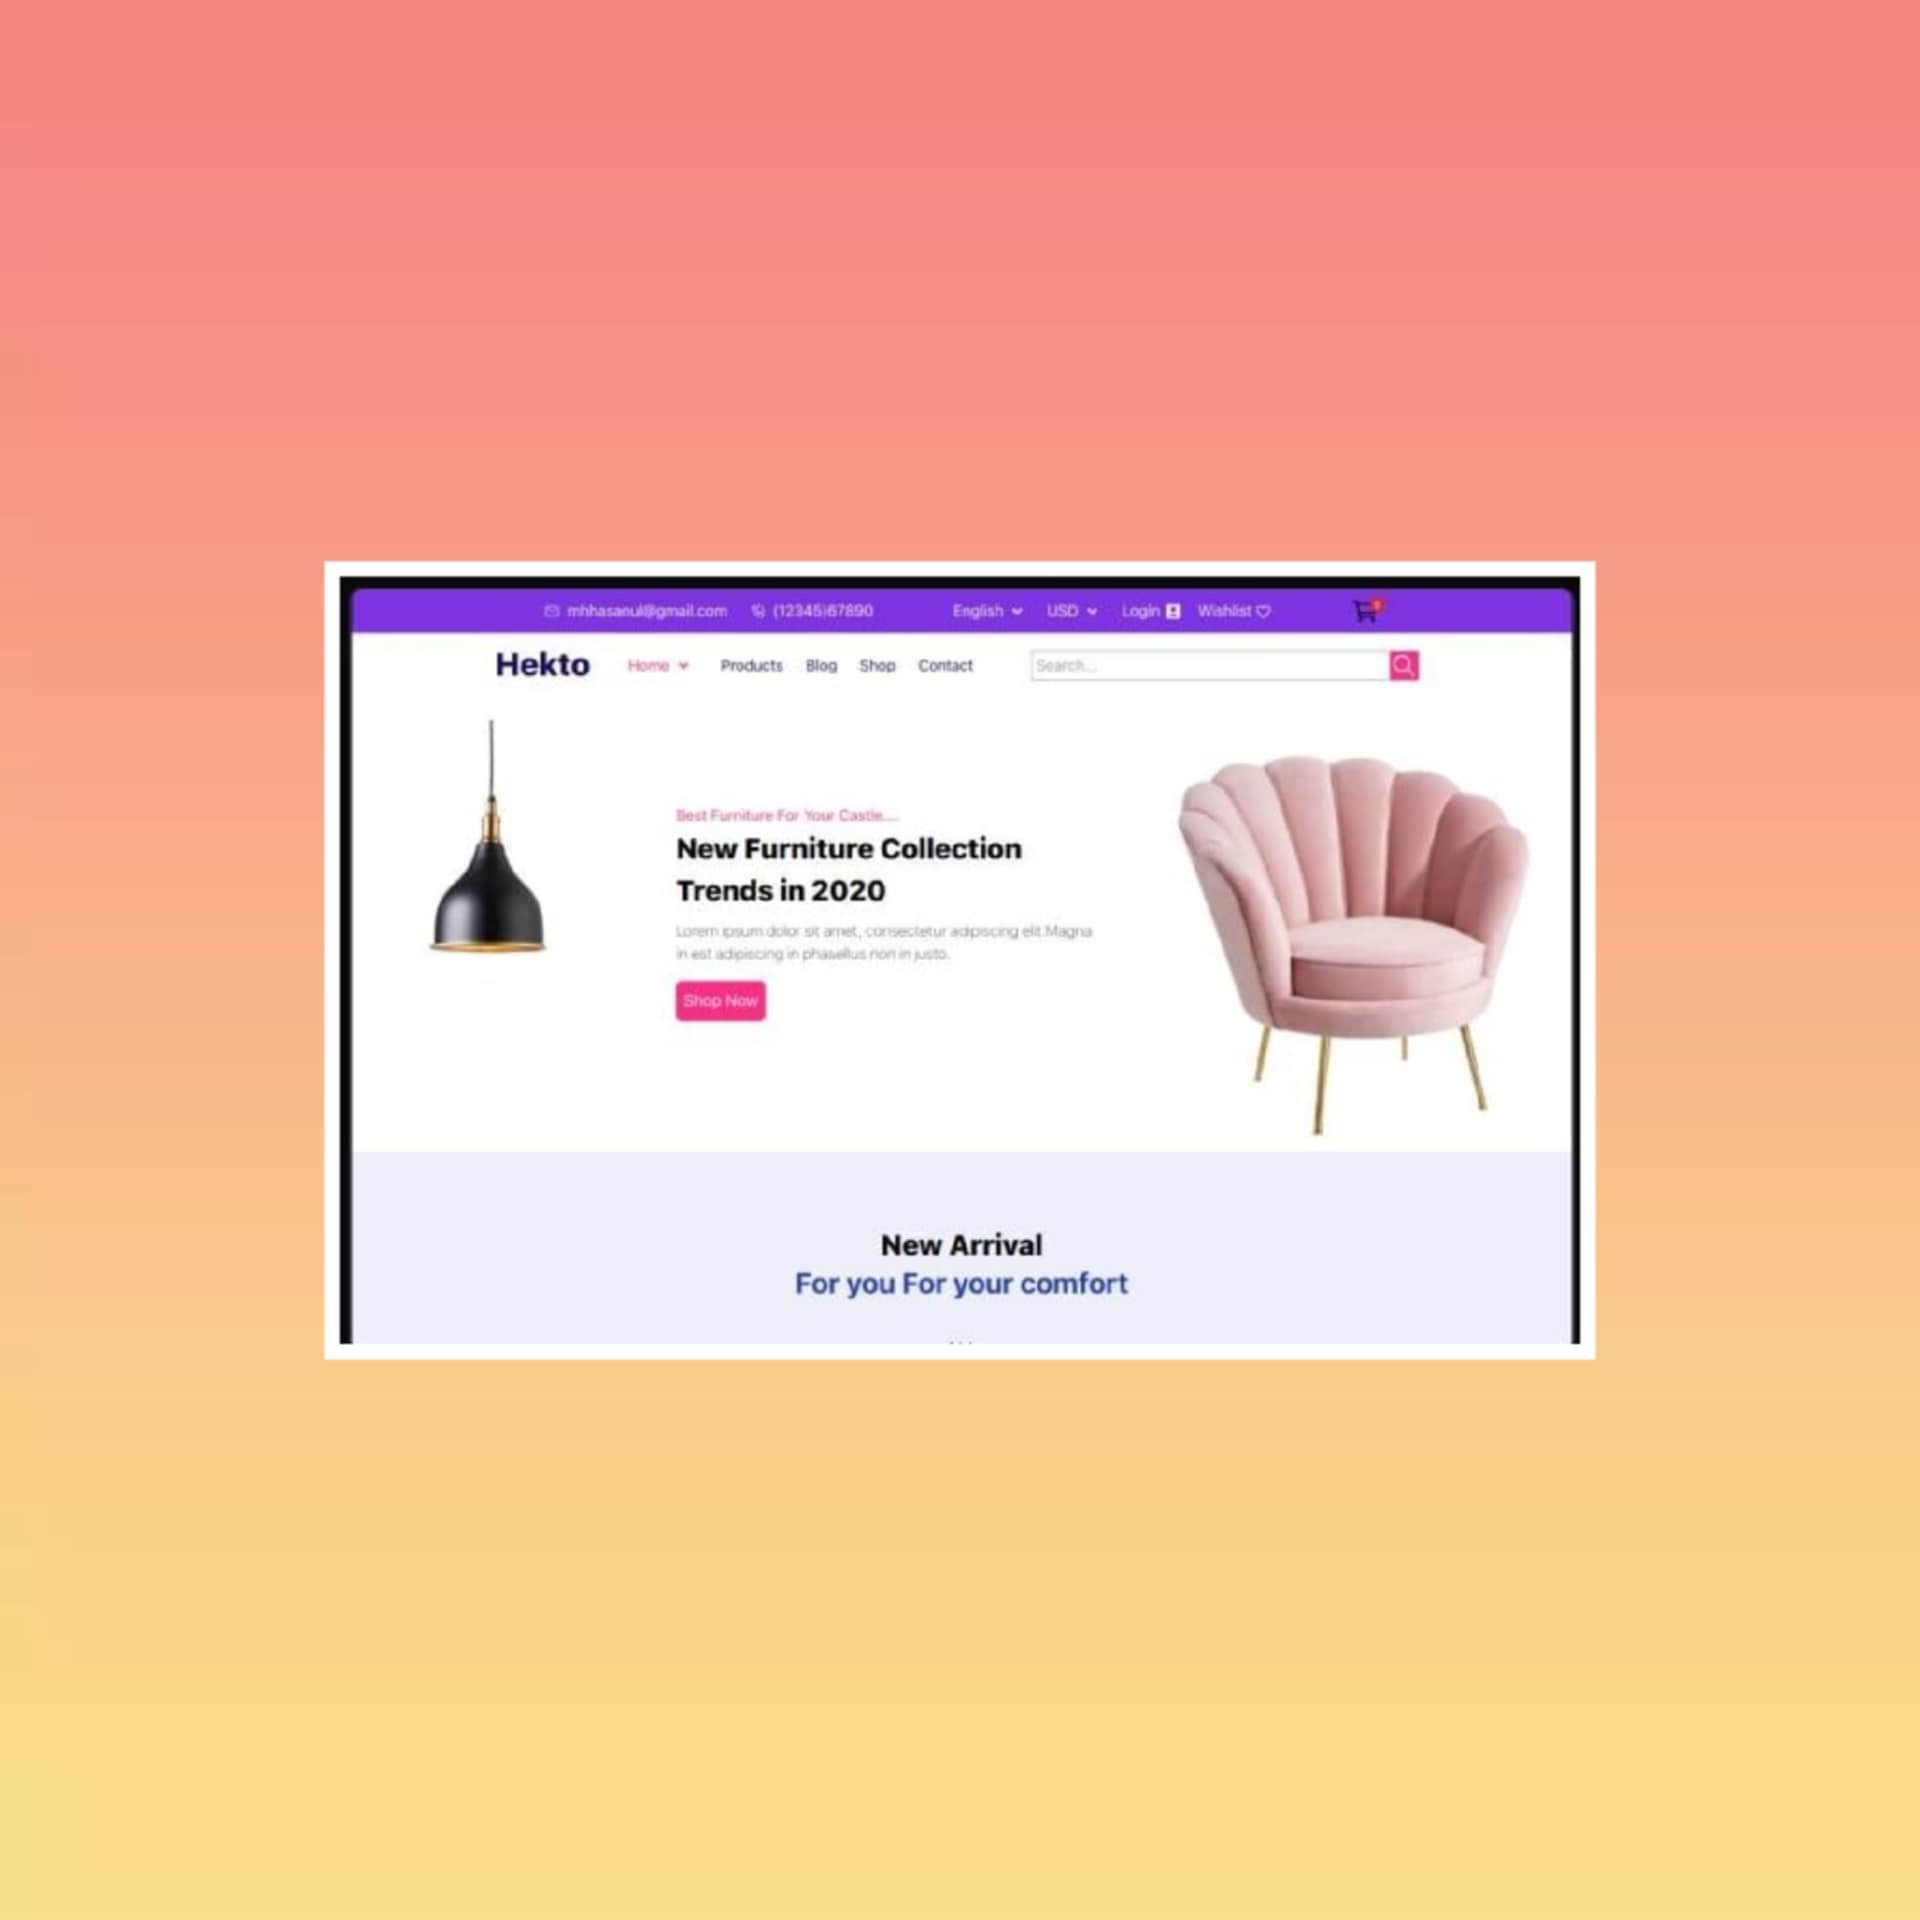 mhhasanul@gmail.com (12345)67890 English USD Login Wishlist 0
Hekto Home Products Blog Shop Contact Search...
Best Furniture For Your Castle....
New Furniture Collection
Trends in 2020
Lorem ipsum dolor sit amet, consectetur adipiscing elit.Magna
in est adipiscing in phasellus non in justo.
Shop Now
New Arrival
For you For your comfort